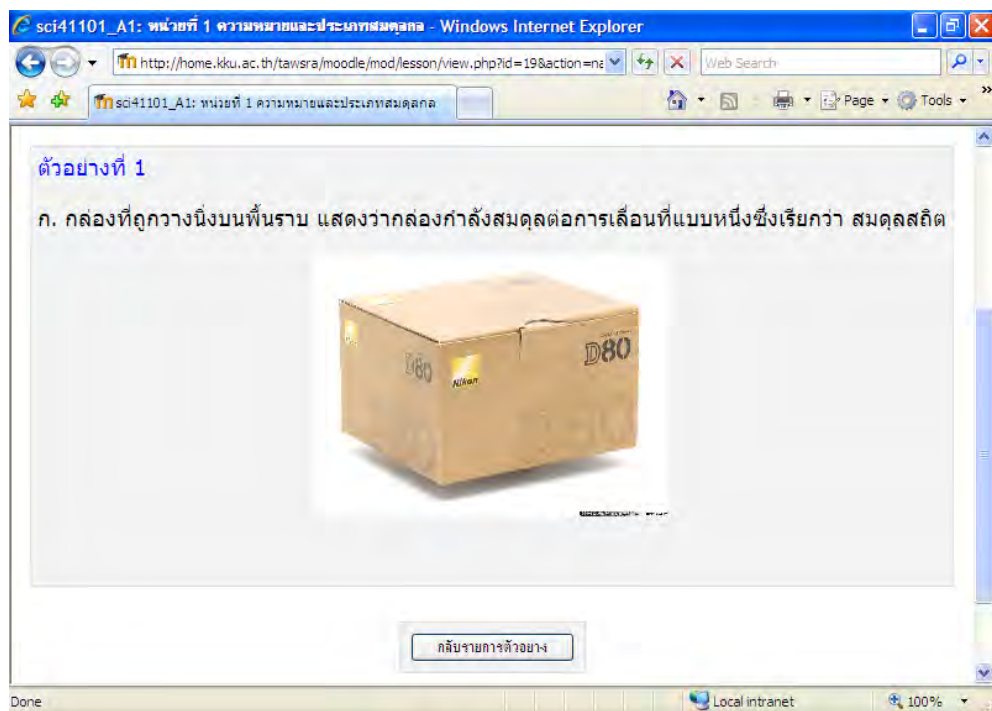 sci41101_A1: หน่วยที่ 1 ความหมายและประเภทสมดุลกล - Windows Internet Explorer
http://home.kku.ac.th/tawsra/moodle/mod/lesson/view.php?id=19&action=na
Web Search
sci41101_A1: หน่วยที่ 1 ความหมายและประเภทสมดุลกล
Page
Tools
ตัวอย่างที่ 1
ก. กล่องที่ถูกวางนิ่งบนพื้นราบ แสดงว่ากล่องกำลังสมดุลต่อการเลื่อนที่แบบหนึ่งซึ่งเรียกว่า สมดุลสถิต
D80
D80
Nikon
กลับรายการตัวอย่าง
Done
Local intranet
100%